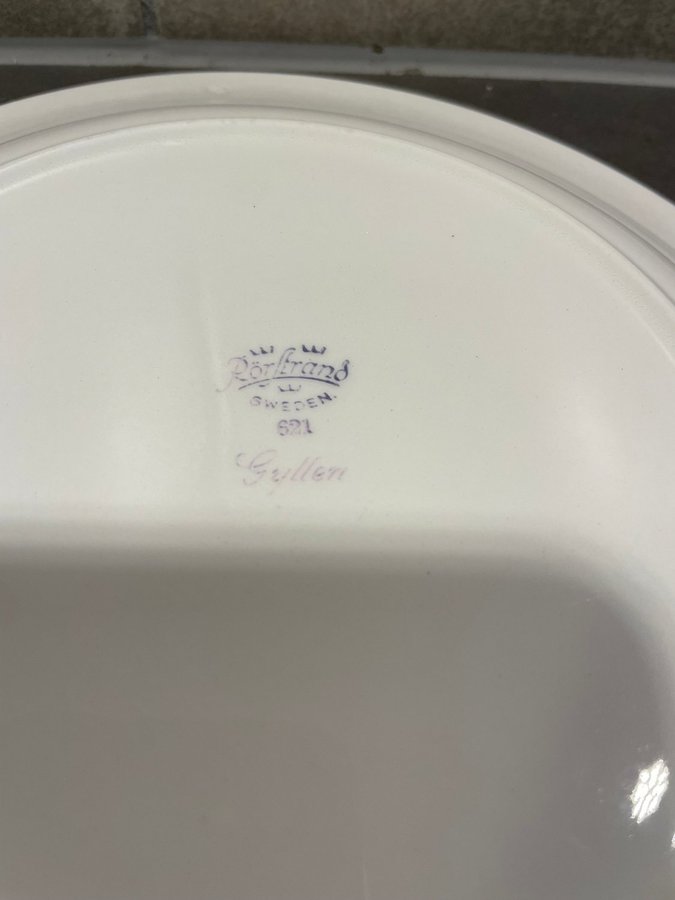 Rörstrand
SWEDEN.
621
Gyllen